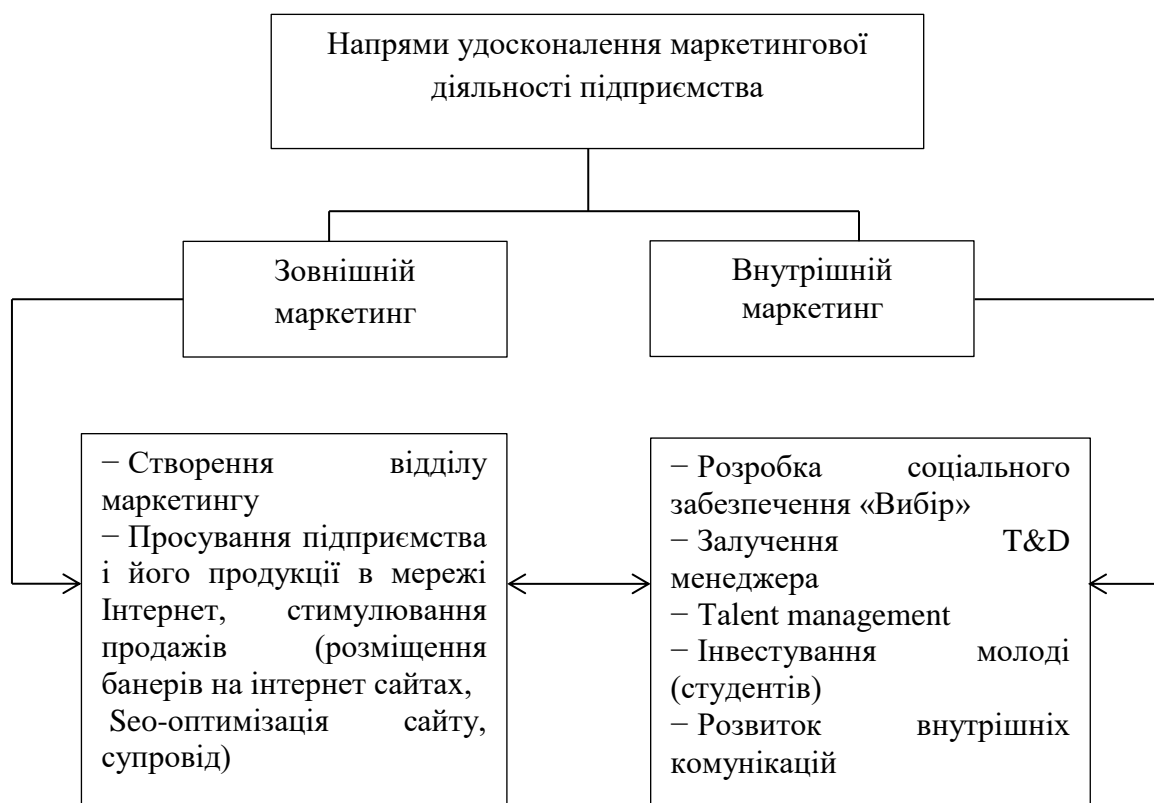 Напрями удосконалення маркетингової
діяльності підприємства
Зовнішній
маркетинг
Внутрішній
маркетинг
− Створення відділу
маркетингу
− Просування підприємства
і його продукції в мережі
Інтернет, стимулювання
продажів (розміщення
банерів на інтернет сайтах,
Seo-оптимізація сайту,
супровід)
− Розробка соціального
забезпечення «Вибір»
− Залучення T&D
менеджера
− Talent management
− Інвестування молоді
(студентів)
− Розвиток внутрішніх
комунікацій